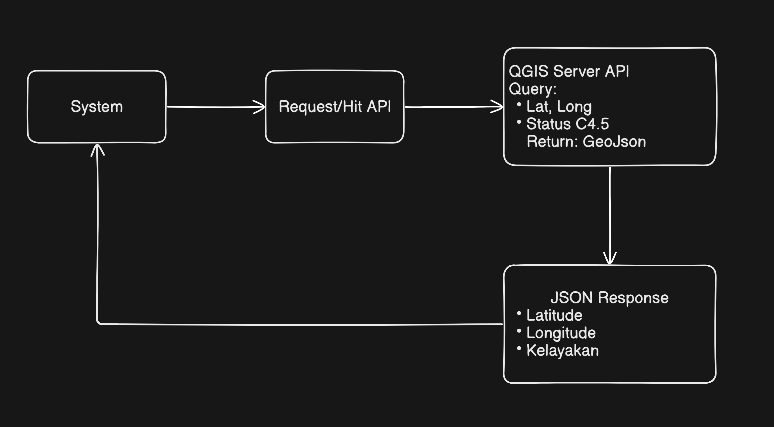 System
Request/Hit API
QGIS Server API
Query:
• Lat, Long
• Status C4.5
Return: GeoJson
JSON Response
• Latitude
• Longitude
• Kelayakan